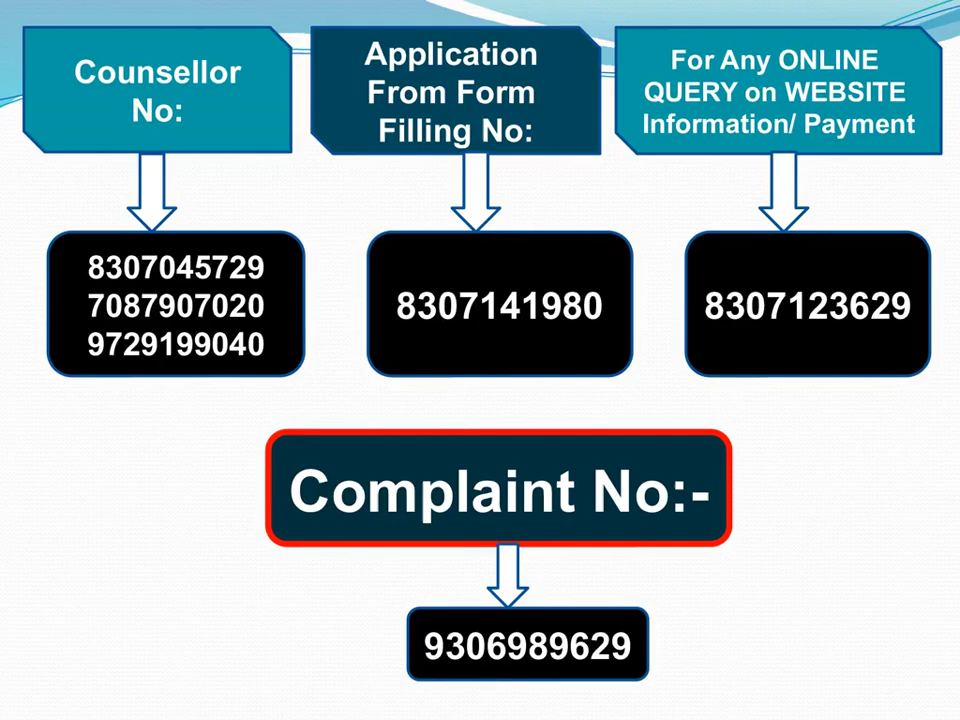 Counsellor
No:
Application
From Form
Filling No:
For Any ONLINE
QUERY on WEBSITE
Information/ Payment
8307045729
7087907020
9729199040
8307141980
8307123629
Complaint No:-
9306989629